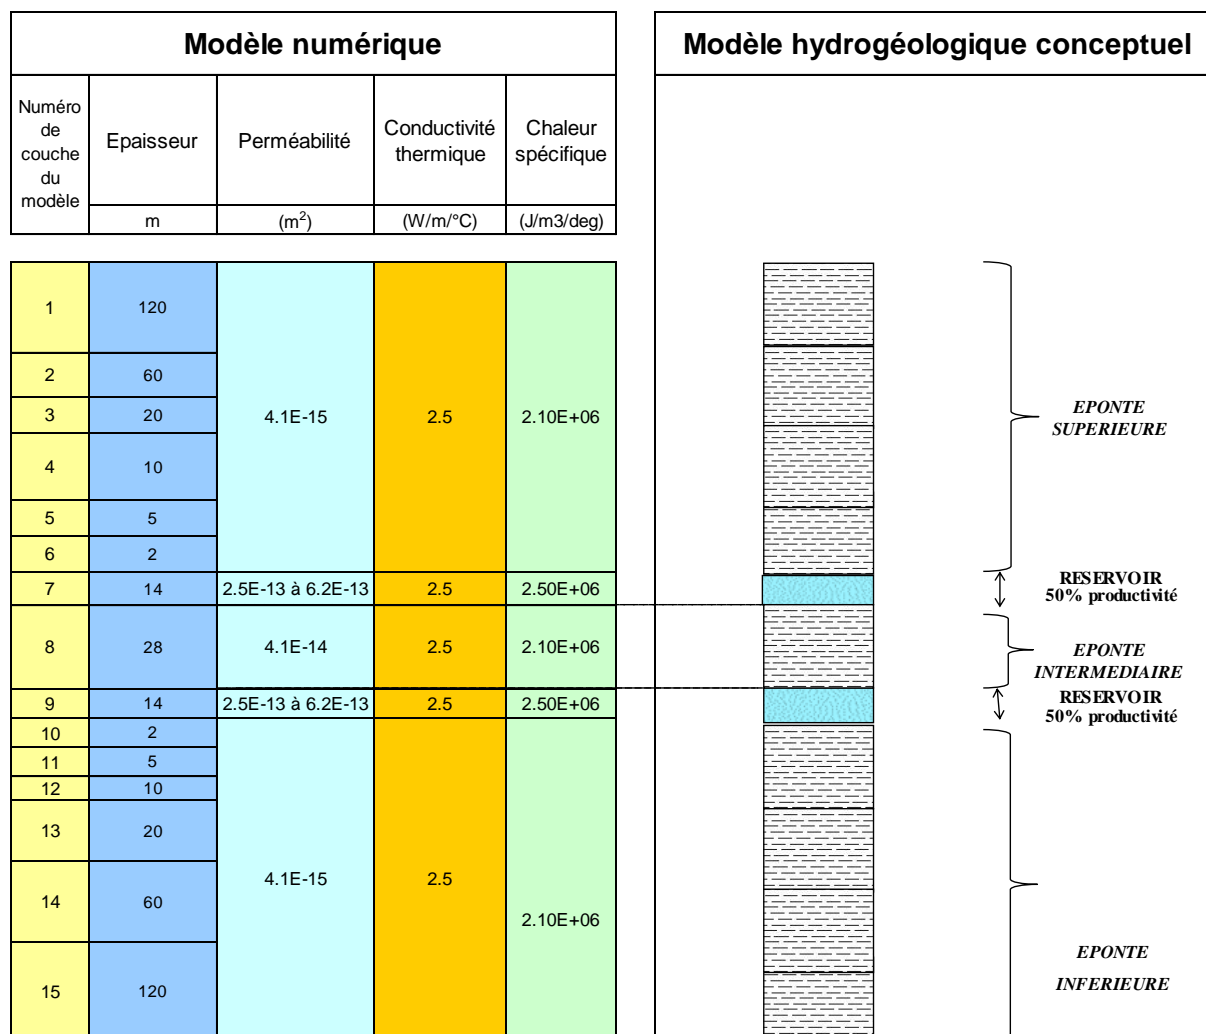 Modèle numérique
Modèle hydrogéologique conceptuel
Numéro
de
couche
du
modèle
Epaisseur
Perméabilité
Conductivité
thermique
Chaleur
spécifique
m
(m²)
(W/m/°C)
(J/m3/deg)
1
120
2
60
3
20
4.1E-15
2.5
2.10E+06
EPONTE
SUPERIEURE
4
10
5
5
6
2
7
14
2.5E-13 à 6.2E-13
2.5
2.50E+06
RESERVOIR
50% productivité
8
28
4.1E-14
2.5
2.10E+06
EPONTE
INTERMEDIAIRE
9
14
2.5E-13 à 6.2E-13
2.5
2.50E+06
RESERVOIR
50% productivité
10
2
11
5
12
10
13
20
4.1E-15
2.5
14
60
2.10E+06
15
120
EPONTE
INFERIEURE